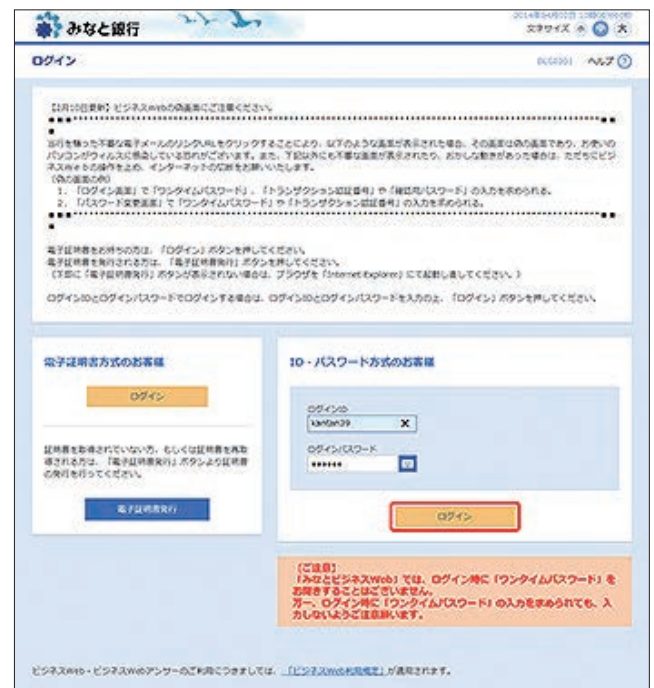 みなと銀行
文字サイズ 小 中 大
ログイン
ヘルプ ?
ビジネスWebの偽画面にご注意ください。
当行を騙った不審な電子メールのリンクURLをクリックすることにより、以下のような画面が表示された場合、その画面は偽の画面であり、お使いの
パソコンがウィルスに感染している恐れがございます。また、下記以外にも不審な画面が表示されたり、おかしな動きがあった場合は、ただちにビジ
ネスWebの操作を止め、インターネットの切断をお願いいたします。
（偽の画面の例）
1．「ログイン画面」で「ワンタイムパスワード」、「トランザクション認証番号」や「確認用パスワード」の入力を求められる。
2．「パスワード変更画面」で「ワンタイムパスワード」や「トランザクション認証番号」の入力を求められる。
電子証明書をお持ちの方は、「ログイン」ボタンを押してください。
電子証明書を発行される方は、「電子証明書発行」ボタンを押してください。
（下部に「電子証明書発行」ボタンが表示されない場合は、ブラウザを「Internet Explorer」にて起動し直してください。）
ログインIDとログインパスワードでログインする場合は、ログインIDとログインパスワードを入力の上、「ログイン」ボタンを押してください。
電子証明書方式のお客様
ログイン
証明書を取得されていない方、もしくは証明書を再取
得される方は、「電子証明書発行」ボタンより証明書
の発行を行ってください。
電子証明書発行
ID・パスワード方式のお客様
ログインID
kantan39
ログインパスワード
ログイン
【ご注意】
「みなとビジネスWeb」では、ログイン時に「ワンタイムパスワード」を
お聞きすることはございません。
万一、ログイン時に「ワンタイムパスワード」の入力を求められても、入
力しないようご注意願います。
ビジネスWeb・ビジネスWebアンサーのご利用につきましては、「ビジネスWeb利用規定」が適用されます。